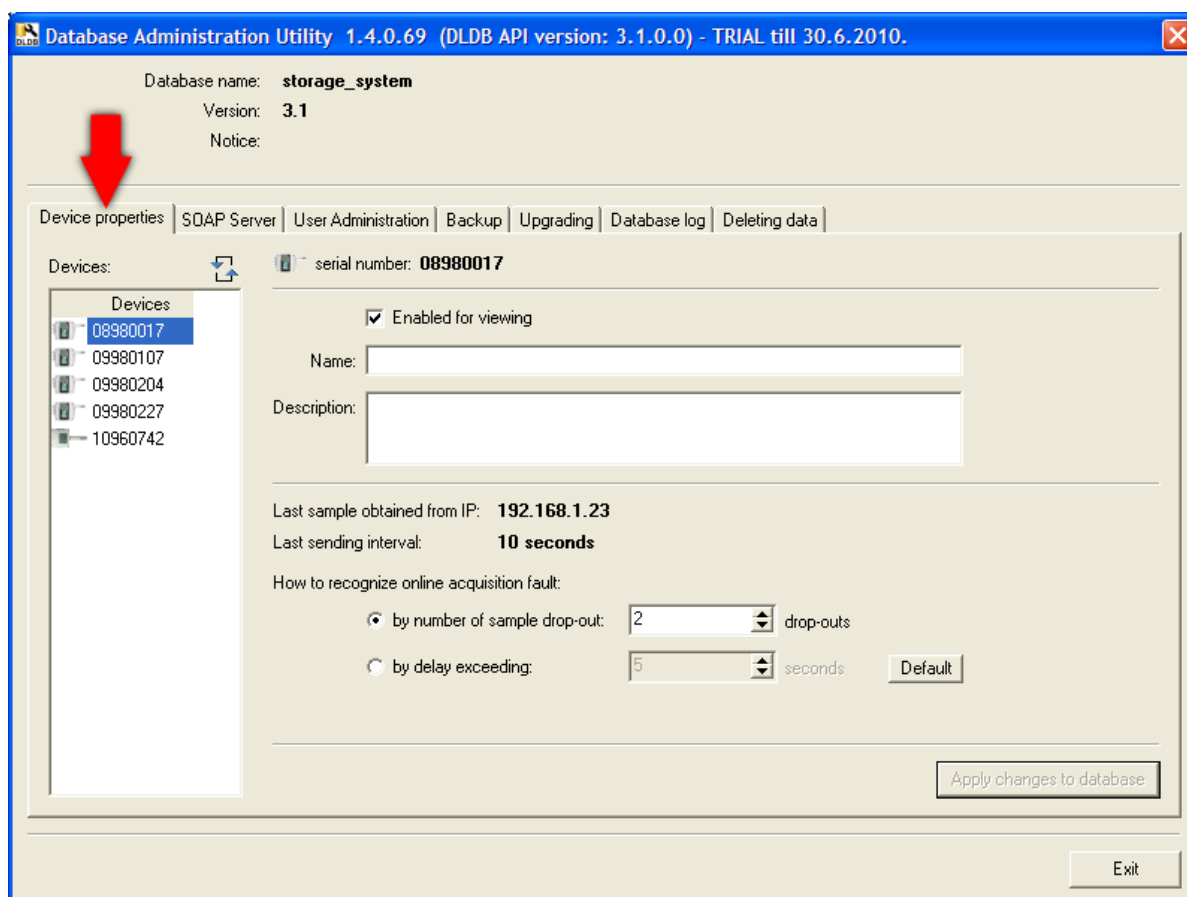 DLDB
Database Administration Utility 1.4.0.69 (DLDB API version: 3.1.0.0) - TRIAL till 30.6.2010.
Database name: storage_system
Version: 3.1
Notice:
Device properties SOAP Server User Administration Backup Upgrading Database log Deleting data
Devices:
Devices
08980017
09980107
09980204
09980227
10960742
serial number: 08980017
Enabled for viewing
Name:
Description:
Last sample obtained from IP: 192.168.1.23
Last sending interval: 10 seconds
How to recognize online acquisition fault:
by number of sample drop-out: 2 drop-outs
by delay exceeding: 5 seconds Default
Apply changes to database
Exit